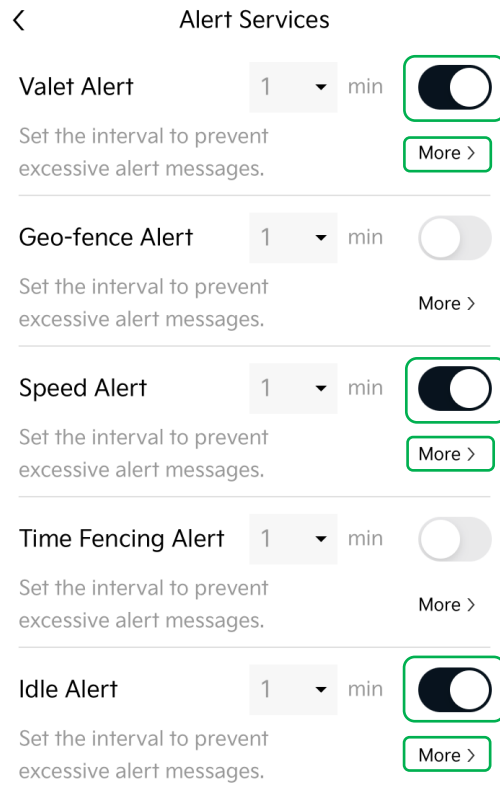 Alert Services
Valet Alert 1 min
Set the interval to prevent
excessive alert messages.
More >
Geo-fence Alert 1 min
Set the interval to prevent
excessive alert messages.
More >
Speed Alert 1 min
Set the interval to prevent
excessive alert messages.
More >
Time Fencing Alert 1 min
Set the interval to prevent
excessive alert messages.
More >
Idle Alert 1 min
Set the interval to prevent
excessive alert messages.
More >